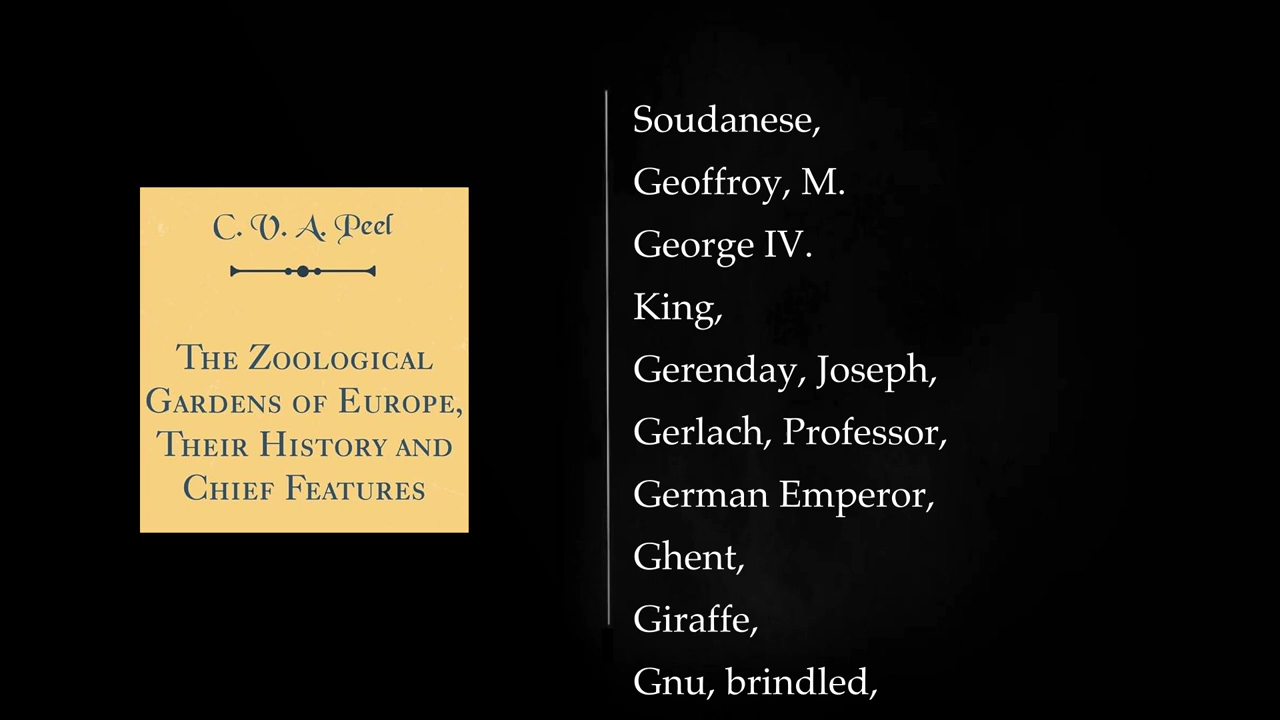 C. V. A. Peel
The Zoological
Gardens of Europe,
Their History and
Chief Features
Soudanese,
Geoffroy, M.
George IV.
King,
Gerenday, Joseph,
Gerlach, Professor,
German Emperor,
Ghent,
Giraffe,
Gnu, brindled,